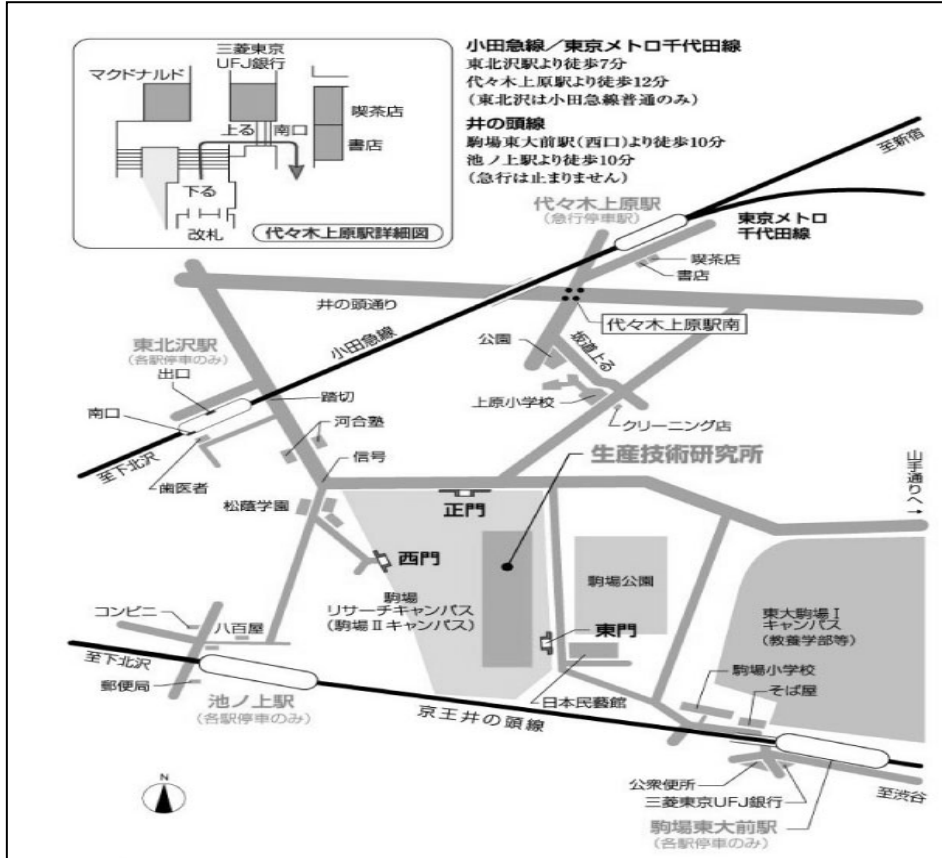 三菱東京
UFJ銀行
マクドナルド
喫茶店
上る
南口
書店
下る
改札
代々木上原駅詳細図
小田急線／東京メトロ千代田線
東北沢駅より徒歩7分
代々木上原駅より徒歩12分
(東北沢は小田急線普通のみ)
井の頭線
駒場東大前駅(西口)より徒歩10分
池ノ上駅より徒歩10分
(急行は止まりません)
至新宿
代々木上原駅
(急行停車駅)
東京メトロ
千代田線
喫茶店
書店
井の頭通り
小田急線
代々木上原駅南
東北沢駅
(各駅停車のみ)
出口
公園
坂道上る
踏切
上原小学校
南口
クリーニング店
河合塾
至下北沢
信号
生産技術研究所
歯医者
山手通りへ→
松蔭学園
正門
西門
駒場公園
駒場
リサーチキャンパス
(駒場Ⅱキャンパス)
東大駒場Ⅰ
キャンパス
(教養学部等)
コンビニ
八百屋
東門
至下北沢
駒場小学校
郵便局
そば屋
池ノ上駅
(各駅停車のみ)
日本民藝館
京王井の頭線
N
公衆便所
三菱東京UFJ銀行
至渋谷
駒場東大前駅
(各駅停車のみ)